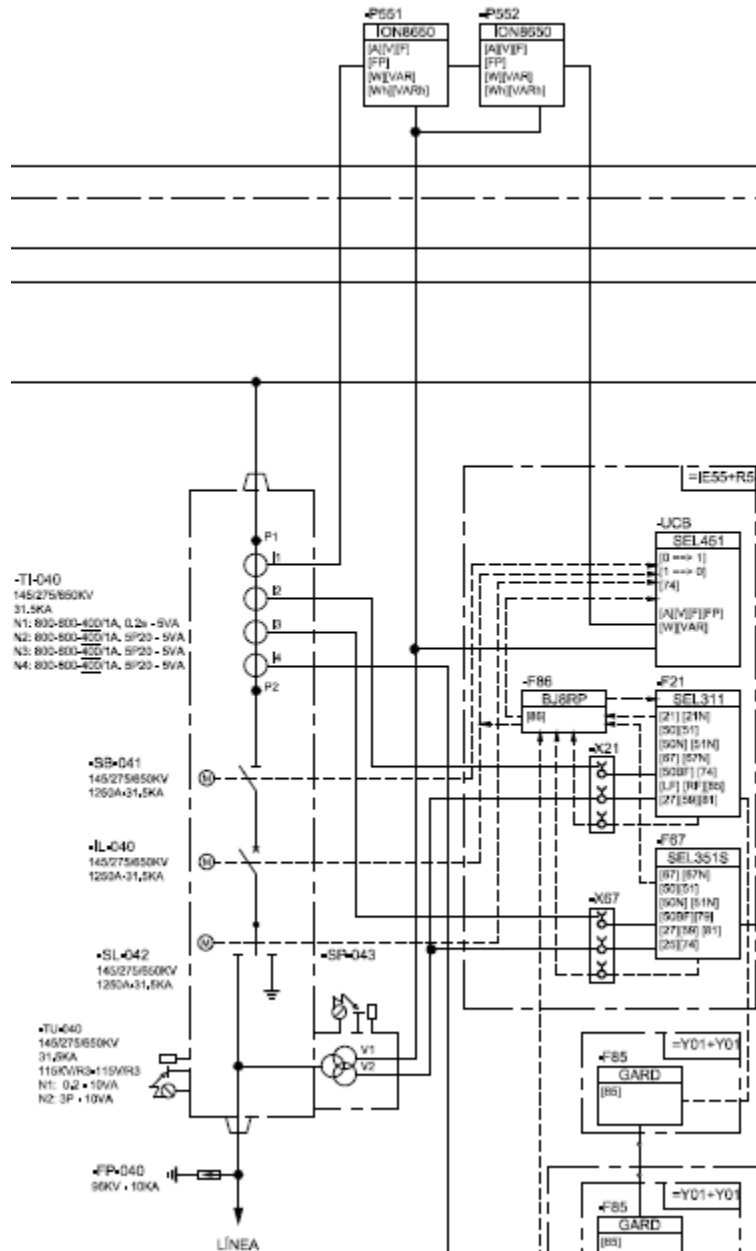 -P551
ION8650
[A][V][F]
[FP]
[W][VAR]
[Wh][VARh]
-P552
ION8650
[A][V][F]
[FP]
[W][VAR]
[Wh][VARh]
=IE55+R5
-UCB
SEL451
[0 ==> 1]
[1 ==> 0]
[74]
[A][V][F][FP]
[W][VAR]
P1
I1
I2
I3
I4
P2
-TI-040
145/275/650KV
31.5KA
N1: 800-600-400/1A, 0.2s - 5VA
N2: 800-600-400/1A. 5P20 - 5VA
N3: 800-600-400/1A. 5P20 - 5VA
N4: 800-600-400/1A. 5P20 - 5VA
-F86
BJ8RP
[86]
-F21
SEL311
[21] [21N]
[50][51]
[50N] [51N]
[67] [67N]
[50BF] [74]
[LF] [RF][85]
[27][59][81]
-X21
-SB-041
145/275/650KV
1250A-31,5KA
M
-IL-040
145/275/650KV
1250A-31,5KA
M
-F67
SEL351S
[67] [67N]
[50][51]
[50N] [51N]
[50BF][79]
[27][59] [81]
[25][74]
-X67
-SL-042
145/275/650KV
1250A-31,5KA
M
-SP-043
-TU-040
145/275/650KV
31,5KA
115KV/R3-115V/R3
N1: 0,2 - 10VA
N2: 3P - 10VA
V1
V2
=Y01+Y01
-F85
GARD
[85]
-FP-040
96KV - 10KA
LÍNEA
=Y01+Y01
-F85
GARD
[85]